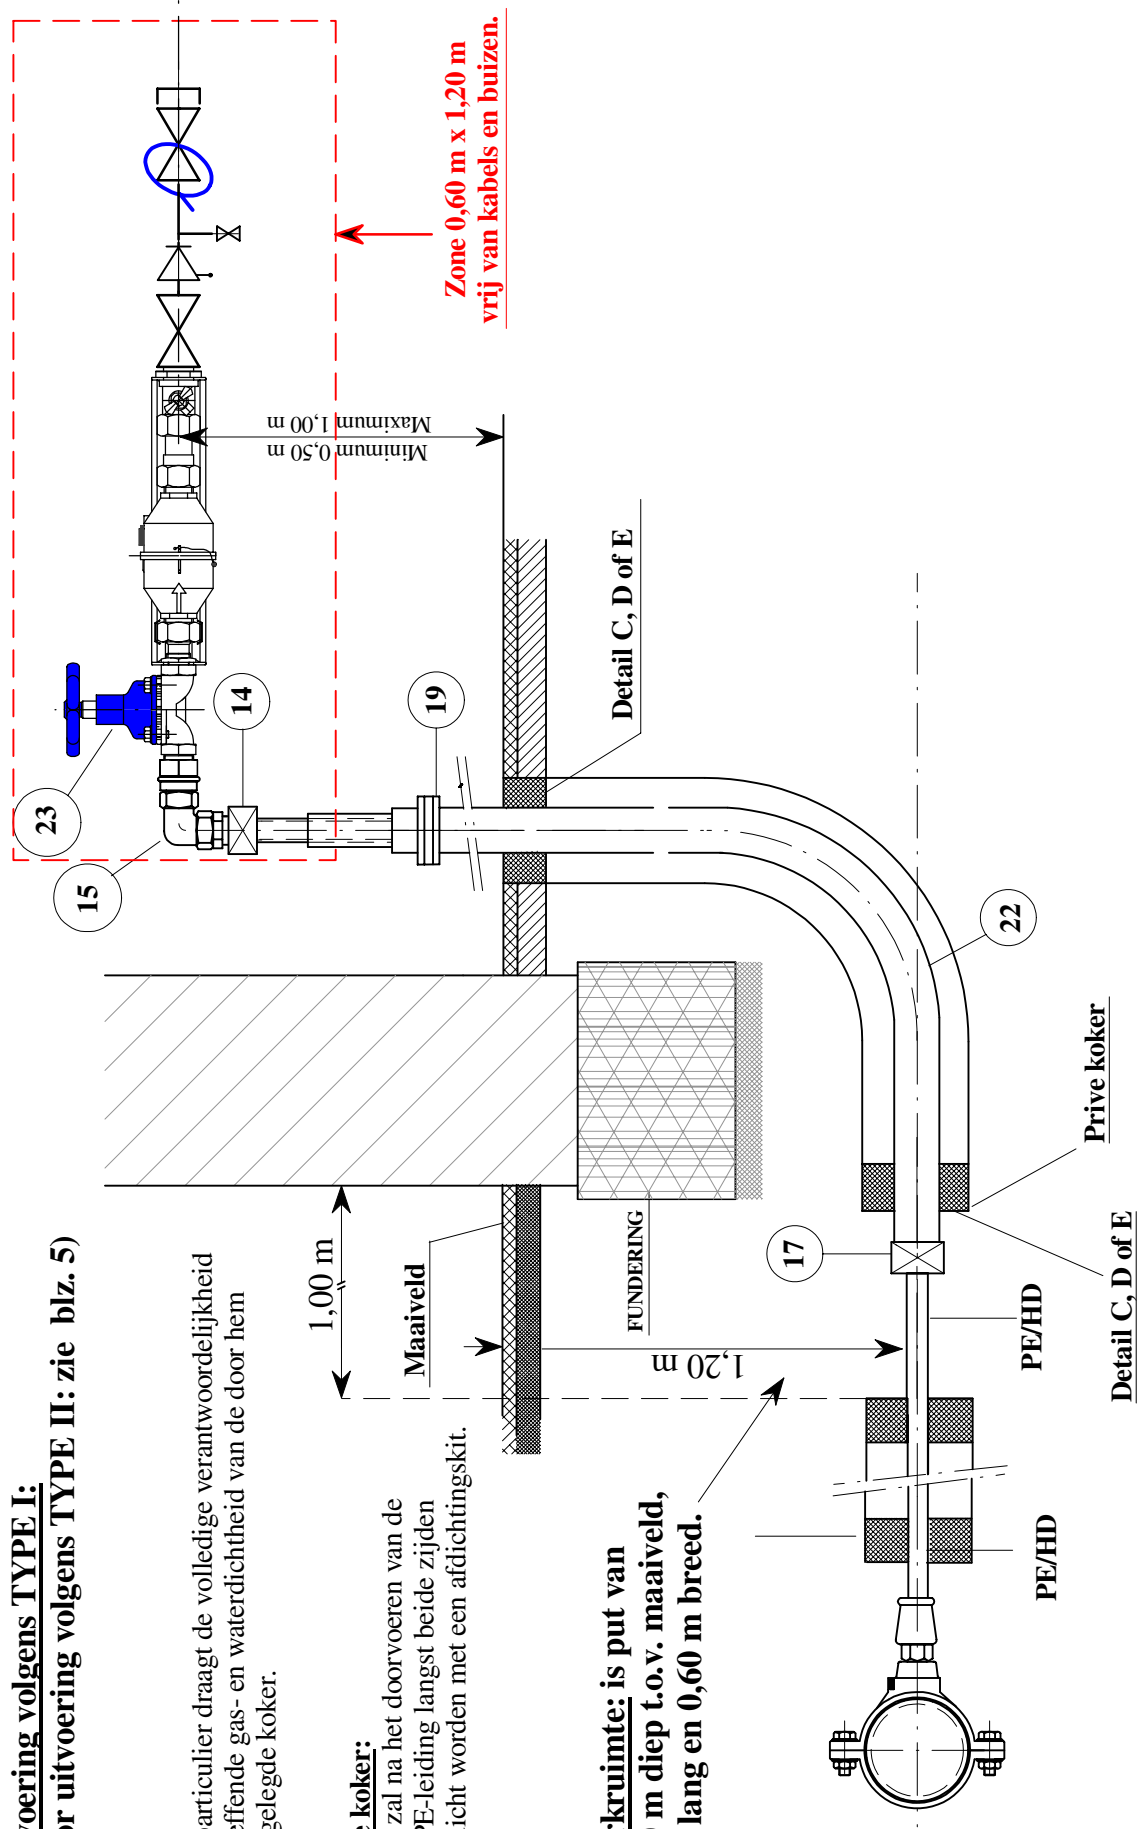 voering volgens TYPE I:
or uitvoering volgens TYPE II: zie blz. 5)
particulier draagt de volledige verantwoordelijkheid
effende gas- en waterdichtheid van de door hem
gelegde koker.
e koker:
zal na het doorvoeren van de
PE-leiding langst beide zijden
icht worden met een afdichtingskit.
rkruimte: is put van
m diep t.o.v. maaiveld,
lang en 0,60 m breed.
1,00 m
Maaiveld
FUNDERING
1,20 m
17
PE/HD
PE/HD
Detail C, D of E
Prive koker
22
Detail C, D of E
19
14
15
23
Minimum 0,50 m
Maximum 1,00 m
Zone 0,60 m x 1,20 m
vrij van kabels en buizen.